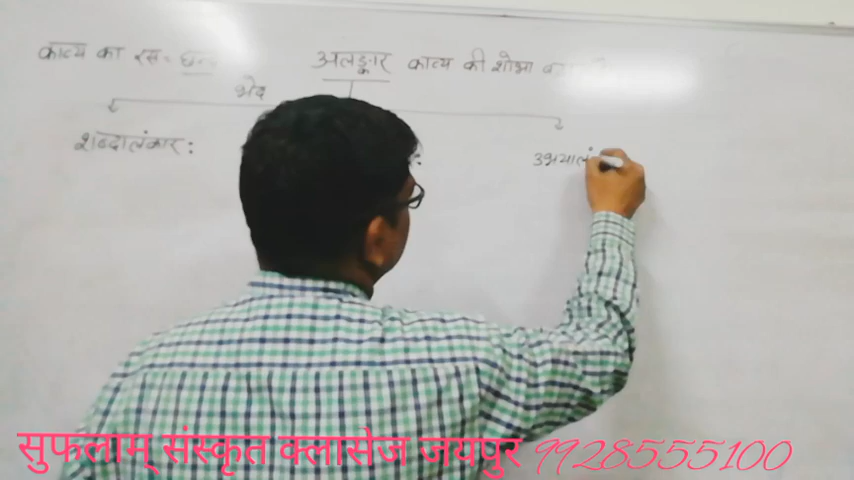 काव्य का रस =
अलङ्कार काव्य की शोभा
भेद
शब्दालंकार :
उभयालं
सुफलाम् संस्कृत क्लासेज जयपुर 9928555100